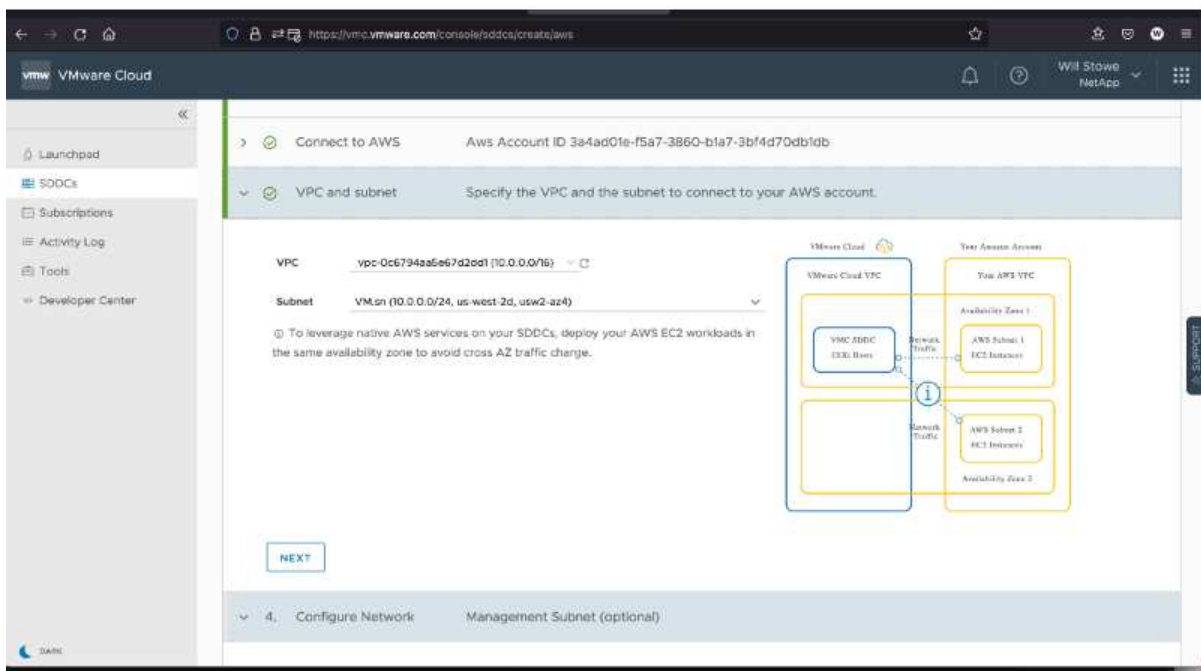 https://vmc.vmware.com/console/sddcs/create/aws
W
vmw VMware Cloud
Will Stowe
NetApp
Launchpad
SDDCs
Subscriptions
Activity Log
Tools
Developer Center
DARK
Connect to AWS Aws Account ID 3a4ad01e-f5a7-3860-b1a7-3bf4d70db1db
VPC and subnet Specify the VPC and the subnet to connect to your AWS account.
VPC vpc-0c6794aa5e67d2dd1 (10.0.0.0/16)
Subnet VM.sn (10.0.0.0/24, us-west-2d, usw2-az4)
To leverage native AWS services on your SDDCs, deploy your AWS EC2 workloads in
the same availability zone to avoid cross AZ traffic charge.
VMware Cloud Your Amazon Account
VMware Cloud VPC Your AWS VPC
Availability Zone 1
VMC SDDC
ESXi Hosts
Network
Traffic
AWS Subnet 1
EC2 Instances
Network
Traffic
AWS Subnet 2
EC2 Instances
Availability Zone 2
NEXT
4. Configure Network Management Subnet (optional)
SUPPORT